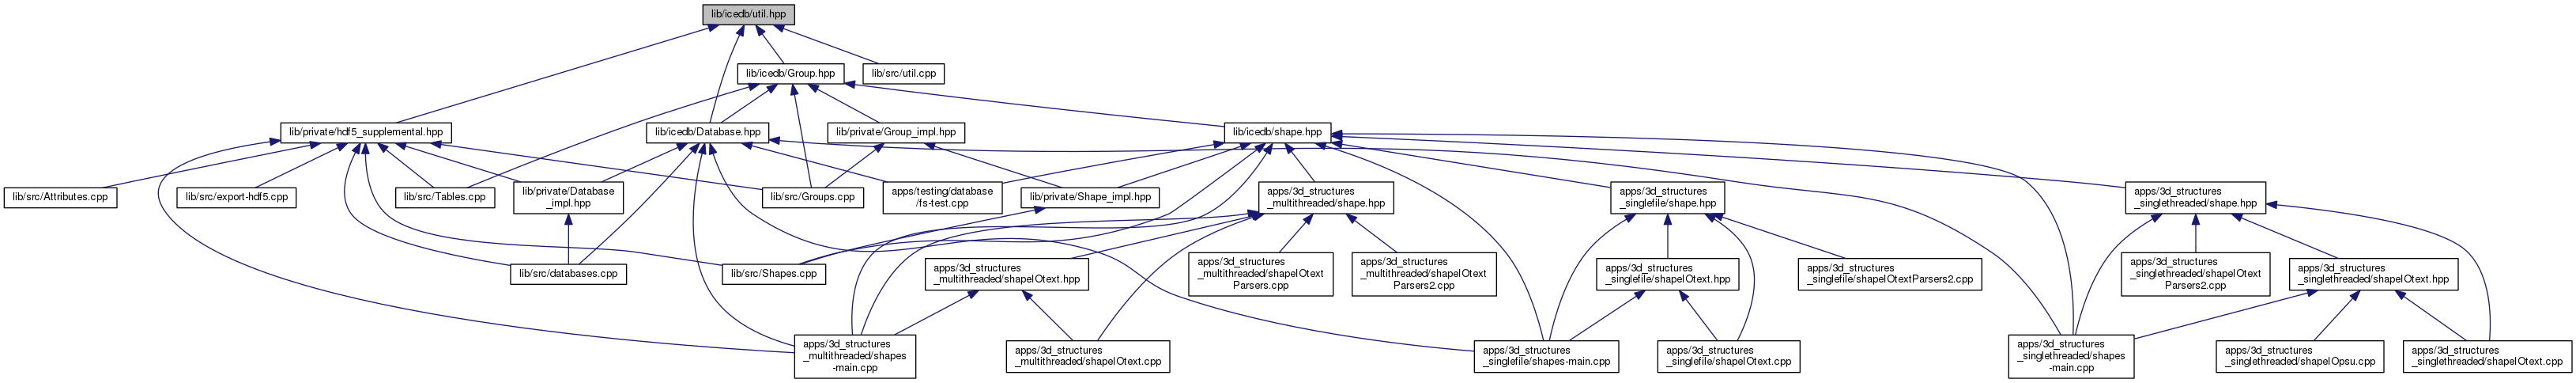 lib/icedb/util.hpp
lib/icedb/Group.hpp
lib/src/util.cpp
lib/private/hdf5_supplemental.hpp
lib/icedb/Database.hpp
lib/private/Group_impl.hpp
lib/icedb/shape.hpp
lib/src/Attributes.cpp
lib/src/export-hdf5.cpp
lib/src/Tables.cpp
lib/private/Database
_impl.hpp
lib/src/Groups.cpp
apps/testing/database
/fs-test.cpp
lib/private/Shape_impl.hpp
apps/3d_structures
_multithreaded/shape.hpp
apps/3d_structures
_singlefile/shape.hpp
apps/3d_structures
_singlethreaded/shape.hpp
lib/src/databases.cpp
lib/src/Shapes.cpp
apps/3d_structures
_multithreaded/shapeIOtext.hpp
apps/3d_structures
_multithreaded/shapeIOtext
Parsers.cpp
apps/3d_structures
_multithreaded/shapeIOtext
Parsers2.cpp
apps/3d_structures
_singlefile/shapeIOtext.hpp
apps/3d_structures
_singlefile/shapeIOtextParsers2.cpp
apps/3d_structures
_singlethreaded/shapeIOtext
Parsers2.cpp
apps/3d_structures
_singlethreaded/shapeIOtext.hpp
apps/3d_structures
_multithreaded/shapes
-main.cpp
apps/3d_structures
_multithreaded/shapeIOtext.cpp
apps/3d_structures
_singlefile/shapes-main.cpp
apps/3d_structures
_singlefile/shapeIOtext.cpp
apps/3d_structures
_singlethreaded/shapes
-main.cpp
apps/3d_structures
_singlethreaded/shapeIOpsu.cpp
apps/3d_structures
_singlethreaded/shapeIOtext.cpp